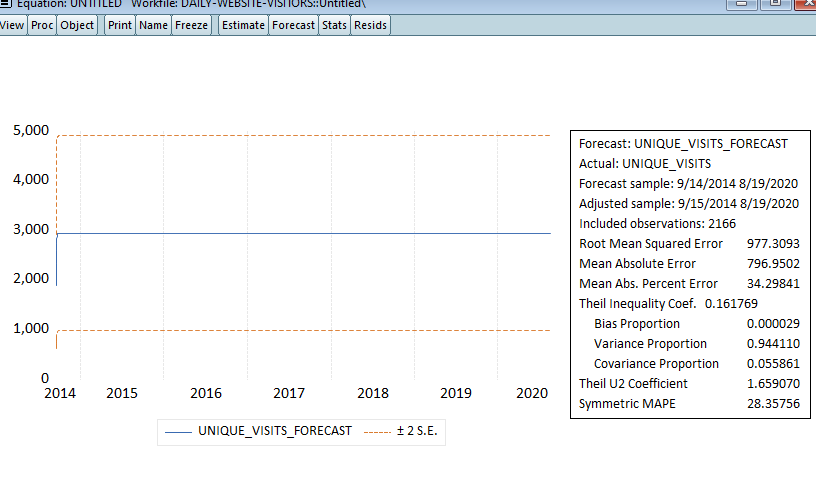 Equation: UNTITLED Workfile: DAILY-WEBSITE-VISITORS::Untitled\
View Proc Object Print Name Freeze Estimate Forecast Stats Resids
5,000
4,000
3,000
2,000
1,000
0
2014 2015 2016 2017 2018 2019 2020
UNIQUE_VISITS_FORECAST ± 2 S.E.
Forecast: UNIQUE_VISITS_FORECAST
Actual: UNIQUE_VISITS
Forecast sample: 9/14/2014 8/19/2020
Adjusted sample: 9/15/2014 8/19/2020
Included observations: 2166
Root Mean Squared Error 977.3093
Mean Absolute Error 796.9502
Mean Abs. Percent Error 34.29841
Theil Inequality Coef. 0.161769
Bias Proportion 0.000029
Variance Proportion 0.944110
Covariance Proportion 0.055861
Theil U2 Coefficient 1.659070
Symmetric MAPE 28.35756